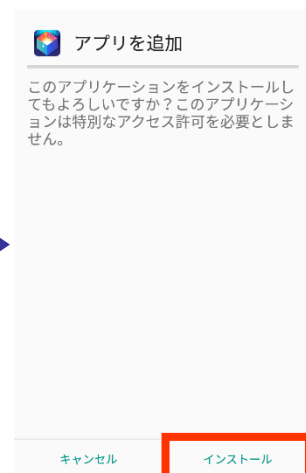 アプリを追加
このアプリケーションをインストールし
てもよろしいですか？このアプリケーシ
ョンは特別なアクセス許可を必要としま
せん。
キャンセル
インストール